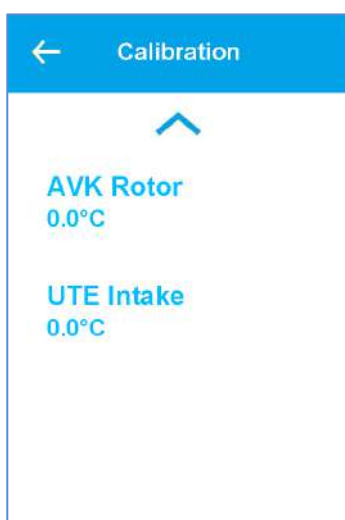 Calibration
AVK Rotor
0.0°C
UTE Intake
0.0°C